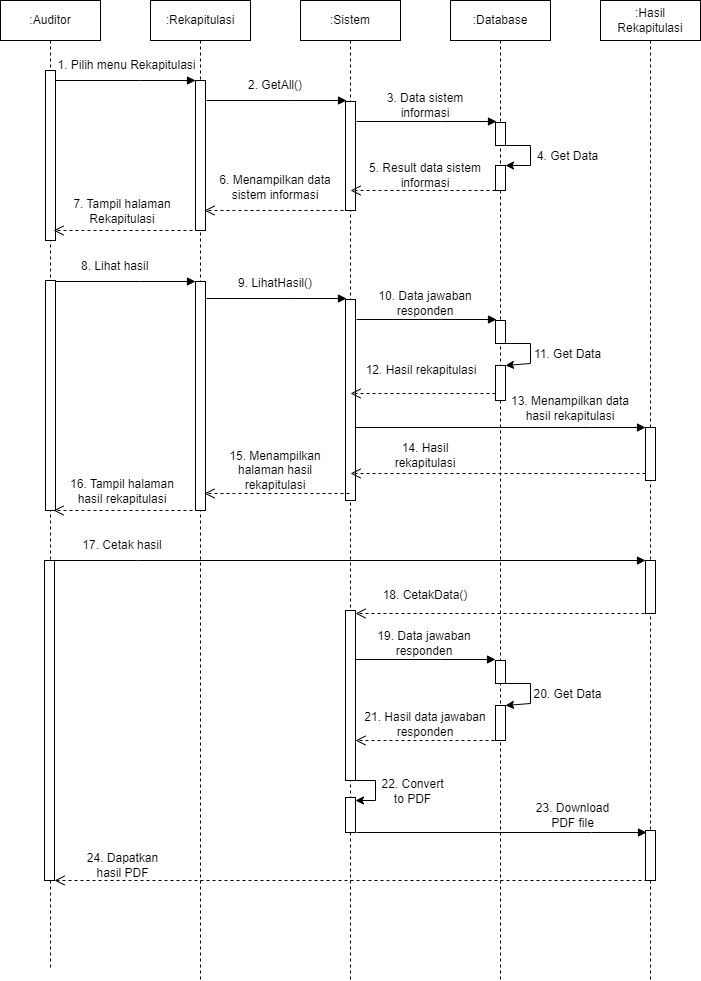 :Auditor
:Rekapitulasi
:Sistem
:Database
:Hasil
Rekapitulasi
1. Pilih menu Rekapitulasi
2. GetAll()
3. Data sistem
informasi
4. Get Data
5. Result data sistem
informasi
6. Menampilkan data
sistem informasi
7. Tampil halaman
Rekapitulasi
8. Lihat hasil
9. LihatHasil()
10. Data jawaban
responden
11. Get Data
12. Hasil rekapitulasi
13. Menampilkan data
hasil rekapitulasi
14. Hasil
rekapitulasi
15. Menampilkan
halaman hasil
rekapitulasi
16. Tampil halaman
hasil rekapitulasi
17. Cetak hasil
18. CetakData()
19. Data jawaban
responden
20. Get Data
21. Hasil data jawaban
responden
22. Convert
to PDF
23. Download
PDF file
24. Dapatkan
hasil PDF